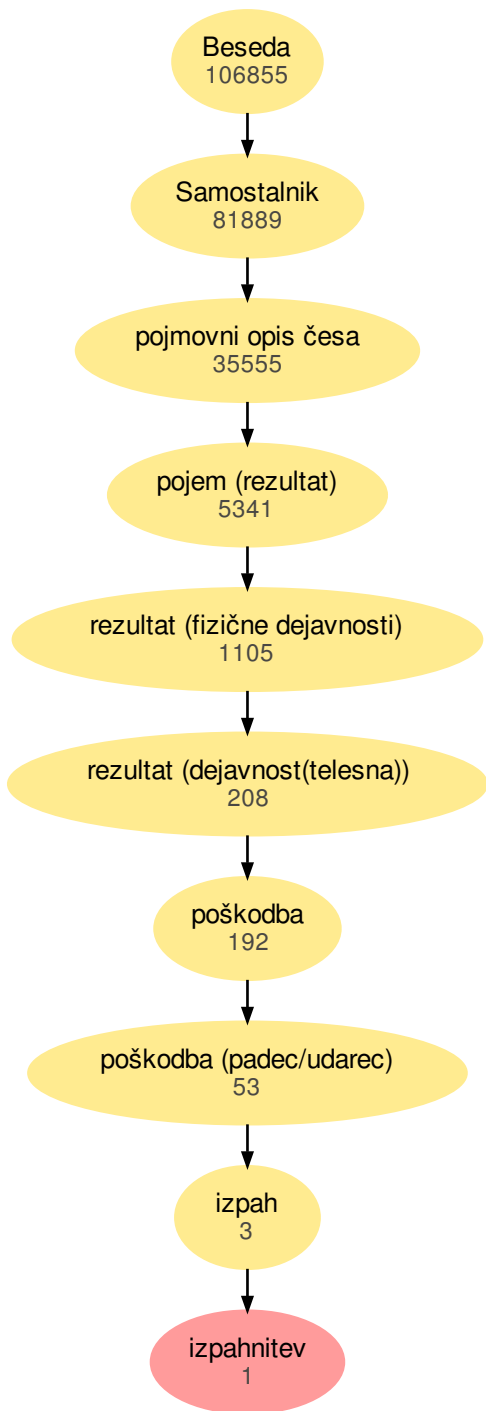 Beseda
106855
Samostalnik
81889
pojmovni opis česa
35555
pojem (rezultat)
5341
rezultat (fizične dejavnosti)
1105
rezultat (dejavnost(telesna))
208
poškodba
192
poškodba (padec/udarec)
53
izpah
3
izpahnitev
1